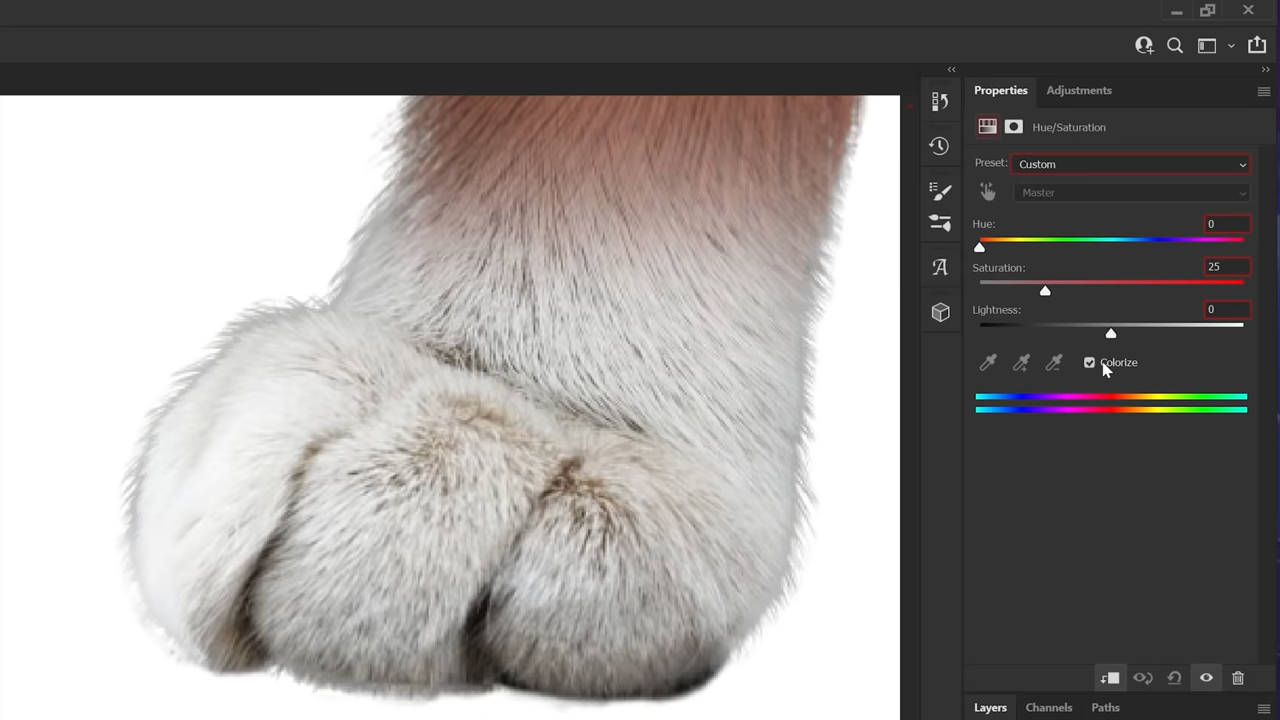 Properties Adjustments
Hue/Saturation
Preset: Custom
Master
Hue: 0
Saturation: 25
Lightness: 0
Colorize
Layers Channels Paths